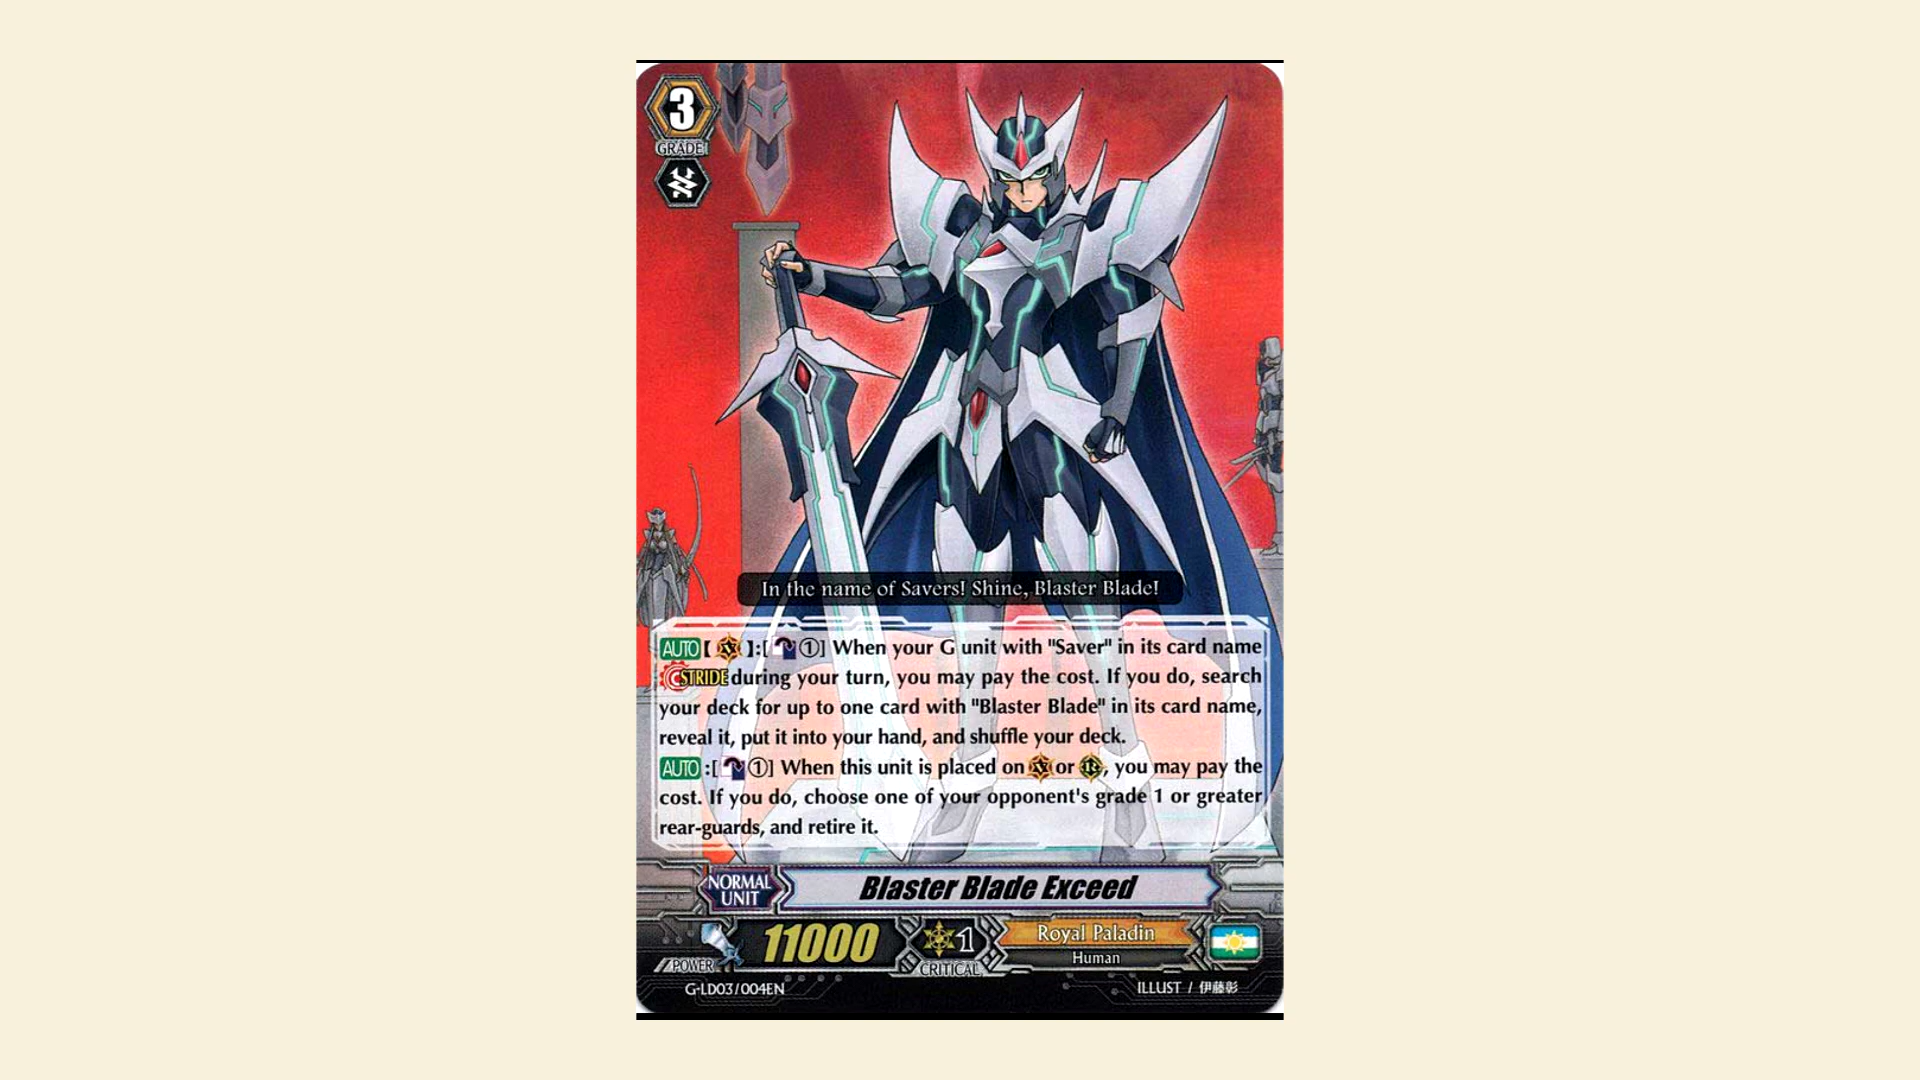 3
GRADE
In the name of Savers! Shine, Blaster Blade!
AUTO【 V 】:[ ①] When your G unit with "Saver" in its card name
STRIDE during your turn, you may pay the cost. If you do, search
your deck for up to one card with "Blaster Blade" in its card name,
reveal it, put it into your hand, and shuffle your deck.
AUTO :[ ①] When this unit is placed on V or R, you may pay the
cost. If you do, choose one of your opponent's grade 1 or greater
rear-guards, and retire it.
NORMAL
UNIT
Blaster Blade Exceed
POWER
11000
1
CRITICAL
Royal Paladin
Human
G-LD03/004EN
ILLUST / 伊藤彰